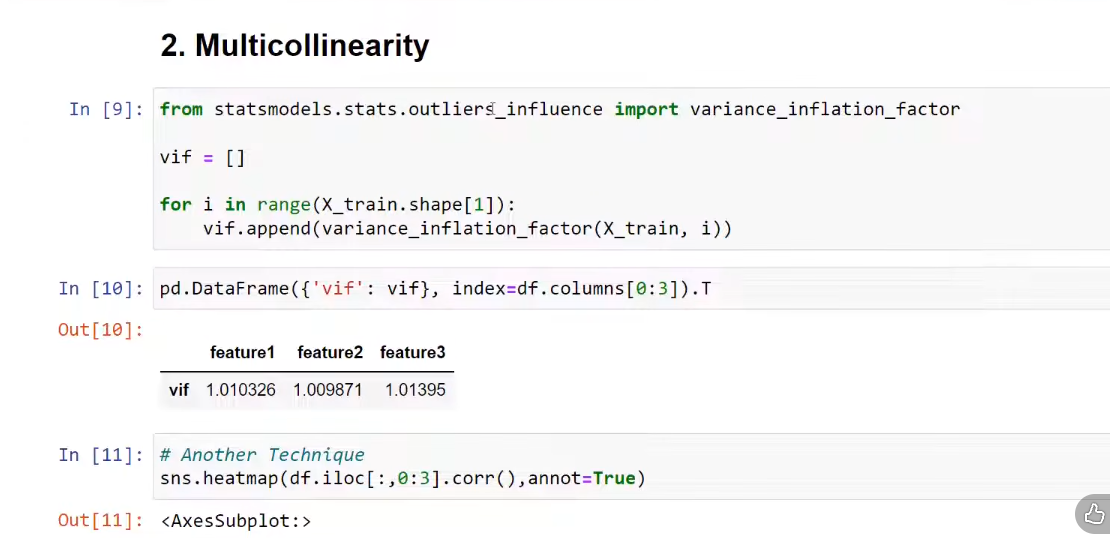 2. Multicollinearity
In [9]: from statsmodels.stats.outliers_influence import variance_inflation_factor
vif = []
for i in range(X_train.shape[1]):
    vif.append(variance_inflation_factor(X_train, i))
In [10]: pd.DataFrame({'vif': vif}, index=df.columns[0:3]).T
Out[10]:
feature1 feature2 feature3
vif 1.010326 1.009871 1.01395
In [11]: # Another Technique
sns.heatmap(df.iloc[:,0:3].corr(),annot=True)
Out[11]: <AxesSubplot:>